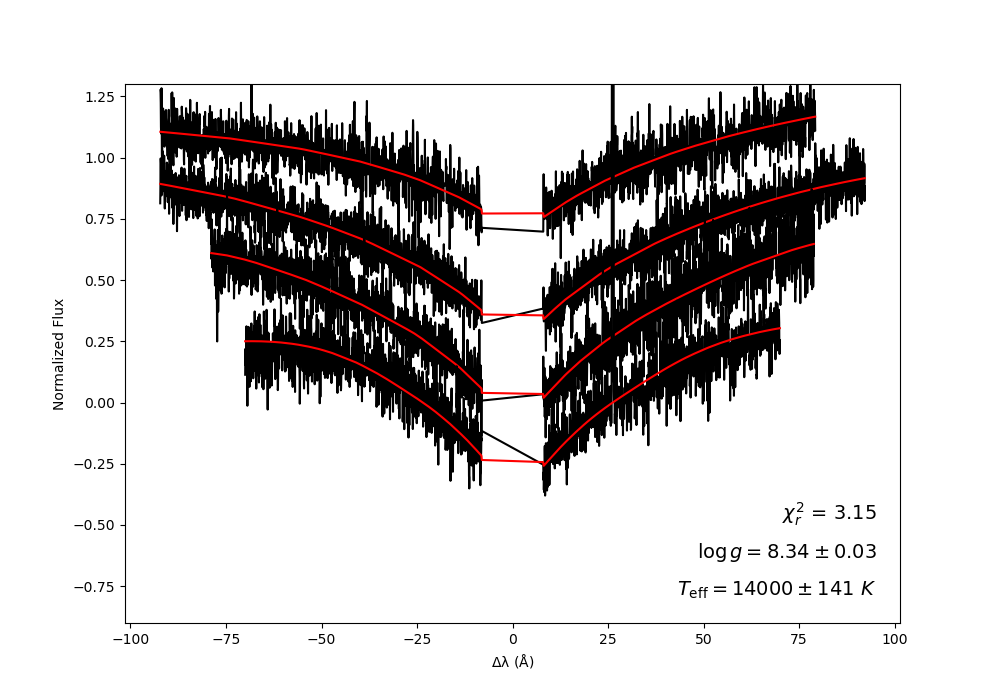 1.25
1.00
0.75
0.50
0.25
0.00
−0.25
−0.50
−0.75
Normalized Flux
χ²ᵣ = 3.15
log g = 8.34 ± 0.03
T_eff = 14000 ± 141 K
−100 −75 −50 −25 0 25 50 75 100
Δλ (Å)